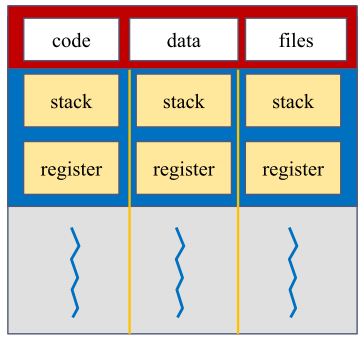 code data files
stack stack stack
register register register